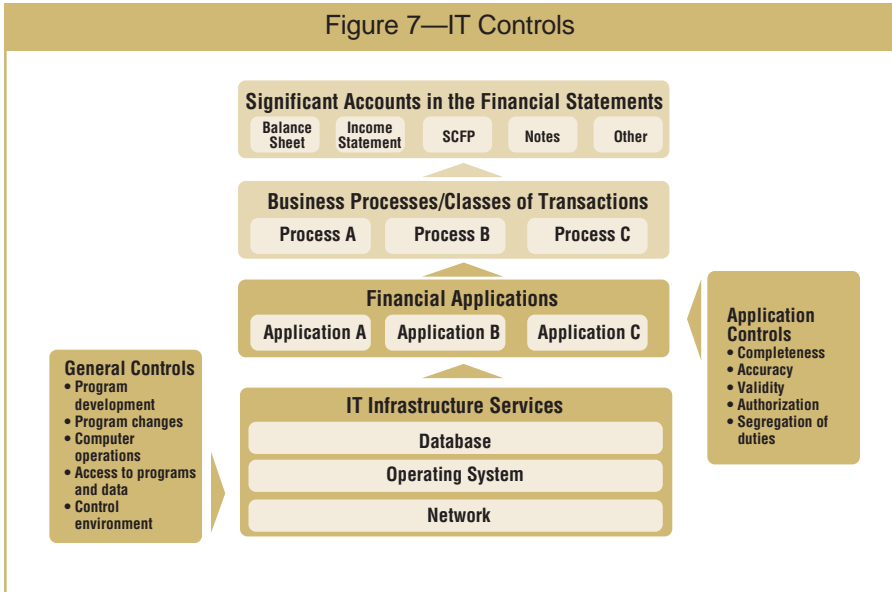 Figure 7—IT Controls
Significant Accounts in the Financial Statements
Balance
Sheet
Income
Statement
SCFP
Notes
Other
Business Processes/Classes of Transactions
Process A
Process B
Process C
Financial Applications
Application A
Application B
Application C
Application
Controls
• Completeness
• Accuracy
• Validity
• Authorization
• Segregation of
duties
General Controls
• Program
development
• Program changes
• Computer
operations
• Access to programs
and data
• Control
environment
IT Infrastructure Services
Database
Operating System
Network